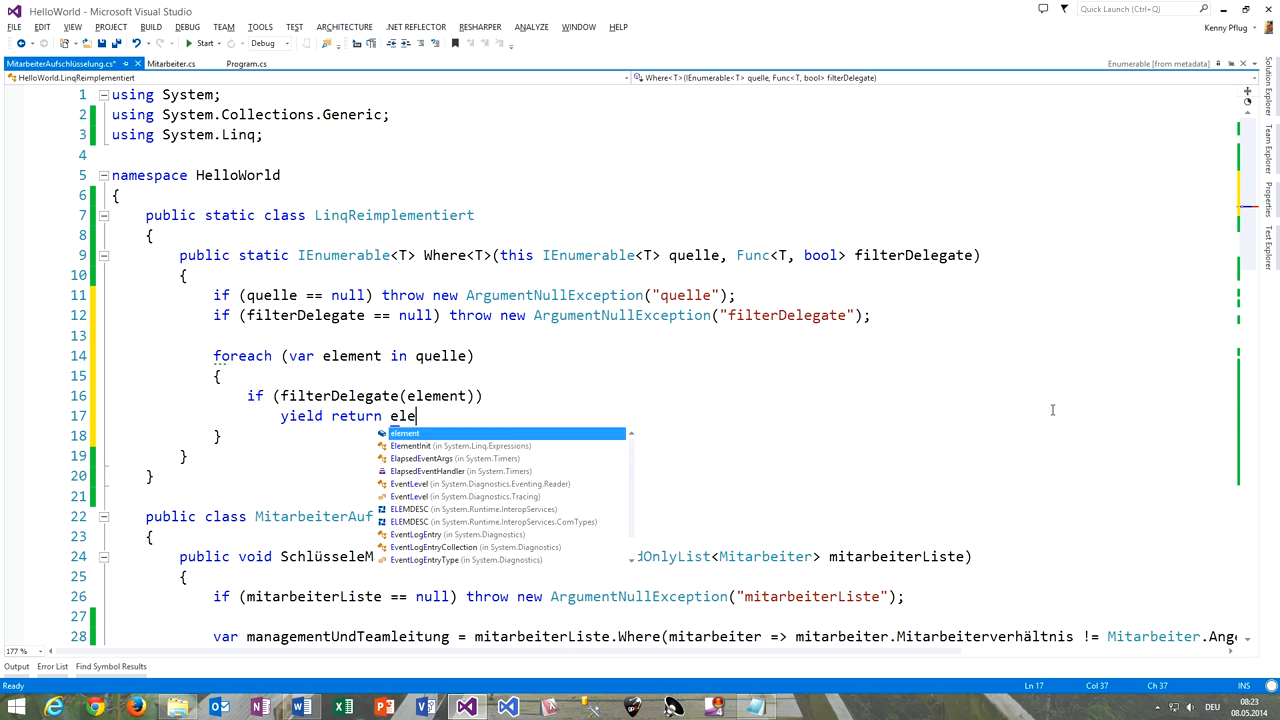 HelloWorld - Microsoft Visual Studio
Quick Launch (Ctrl+Q)
FILE EDIT VIEW PROJECT BUILD DEBUG TEAM TOOLS TEST ARCHITECTURE .NET REFLECTOR RESHARPER ANALYZE WINDOW HELP
Kenny Pflug
Start Debug
MitarbeiterAufschlüsselung.cs* Mitarbeiter.cs Program.cs
Enumerable [from metadata]
HelloWorld.LinqReimplementiert
Where<T>(IEnumerable<T> quelle, Func<T, bool> filterDelegate)
1 using System;
2 using System.Collections.Generic;
3 using System.Linq;
4
5 namespace HelloWorld
6 {
7 public static class LinqReimplementiert
8 {
9 public static IEnumerable<T> Where<T>(this IEnumerable<T> quelle, Func<T, bool> filterDelegate)
10 {
11 if (quelle == null) throw new ArgumentNullException("quelle");
12 if (filterDelegate == null) throw new ArgumentNullException("filterDelegate");
13
14 foreach (var element in quelle)
15 {
16 if (filterDelegate(element))
17 yield return ele
18 }
19 }
20 }
21
22 public class MitarbeiterAuf
23 {
24 public void SchlüsseleM dOnlyList<Mitarbeiter> mitarbeiterListe)
25 {
26 if (mitarbeiterListe == null) throw new ArgumentNullException("mitarbeiterListe");
27
28 var managementUndTeamleitung = mitarbeiterListe.Where(mitarbeiter => mitarbeiter.Mitarbeiterverhältnis != Mitarbeiter.Ange
element
ElementInit (in System.Linq.Expressions)
ElapsedEventArgs (in System.Timers)
ElapsedEventHandler (in System.Timers)
EventLevel (in System.Diagnostics.Eventing.Reader)
EventLevel (in System.Diagnostics.Tracing)
ELEMDESC (in System.Runtime.InteropServices)
ELEMDESC (in System.Runtime.InteropServices.ComTypes)
EventLogEntry (in System.Diagnostics)
EventLogEntryCollection (in System.Diagnostics)
EventLogEntryType (in System.Diagnostics)
Solution Explorer
Team Explorer
Properties
Test Explorer
177 %
Output Error List Find Symbol Results
Ready Ln 17 Col 37 Ch 37 INS
DEU
08:23
08.05.2014